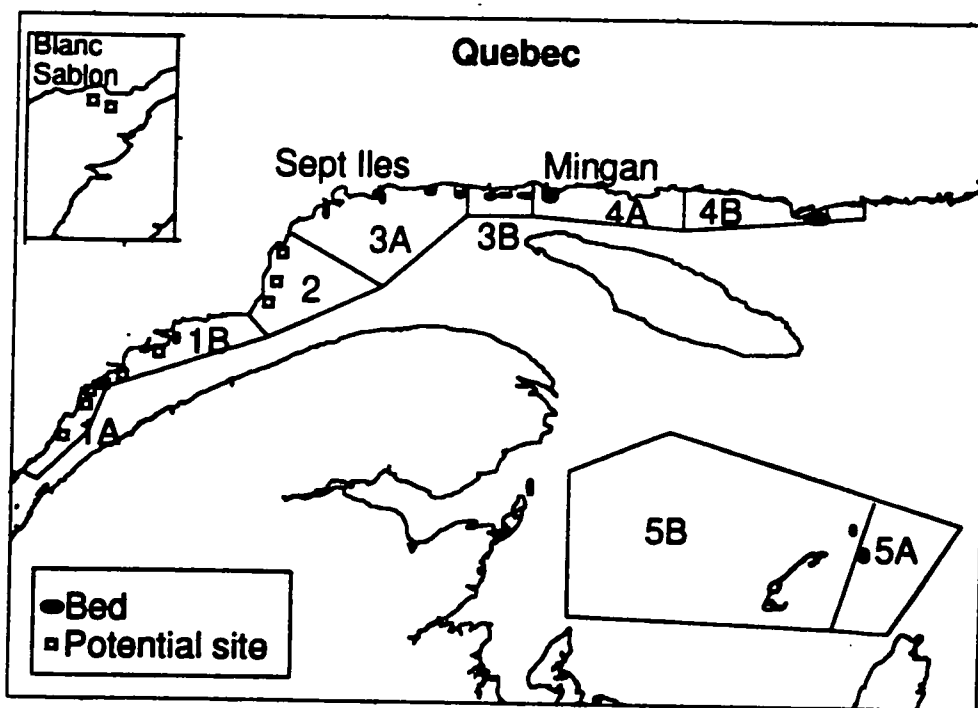 Blanc
Sablon
Quebec
Sept Iles
Mingan
4A
4B
3A
3B
2
1B
1A
5B
5A
Bed
Potential site